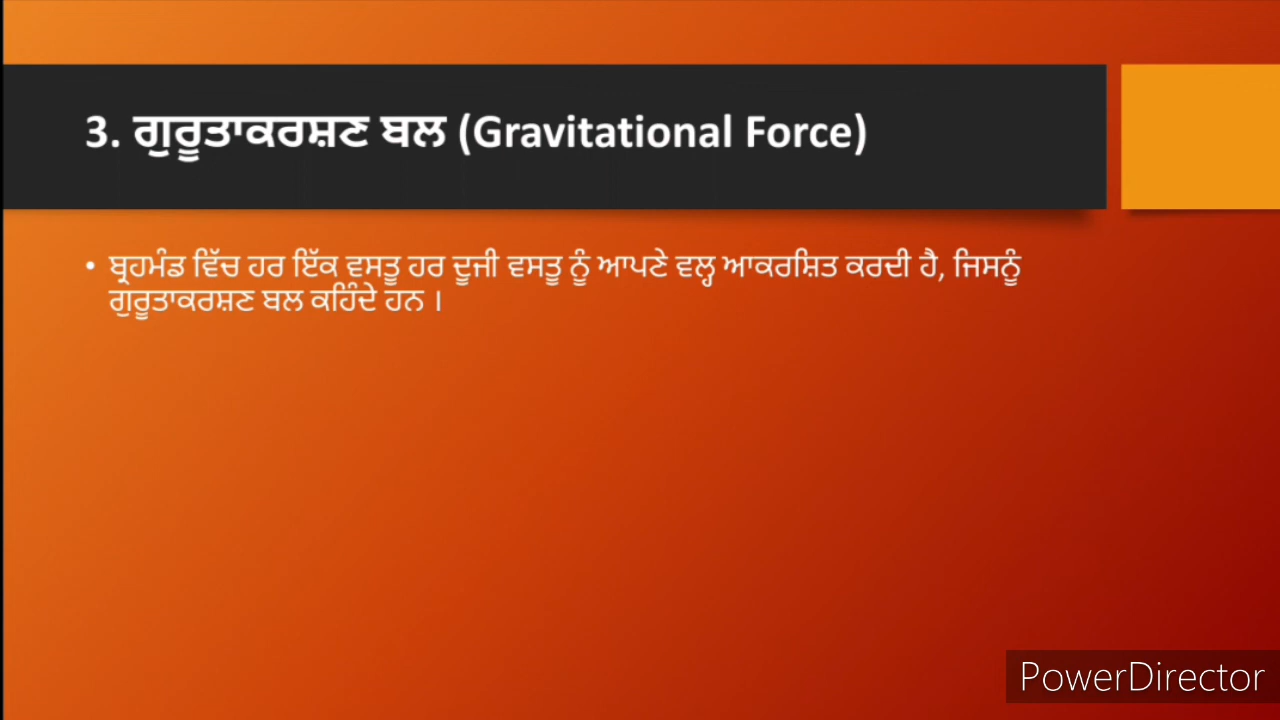 3. ਗੁਰੂਤਾਕਰਸ਼ਣ ਬਲ (Gravitational Force)
• ਬ੍ਰਹਮੰਡ ਵਿੱਚ ਹਰ ਇੱਕ ਵਸਤੂ ਹਰ ਦੂਜੀ ਵਸਤੂ ਨੂੰ ਆਪਣੇ ਵਲ੍ਹ ਆਕਰਸ਼ਿਤ ਕਰਦੀ ਹੈ, ਜਿਸਨੂੰ
ਗੁਰੂਤਾਕਰਸ਼ਣ ਬਲ ਕਹਿੰਦੇ ਹਨ ।
PowerDirector